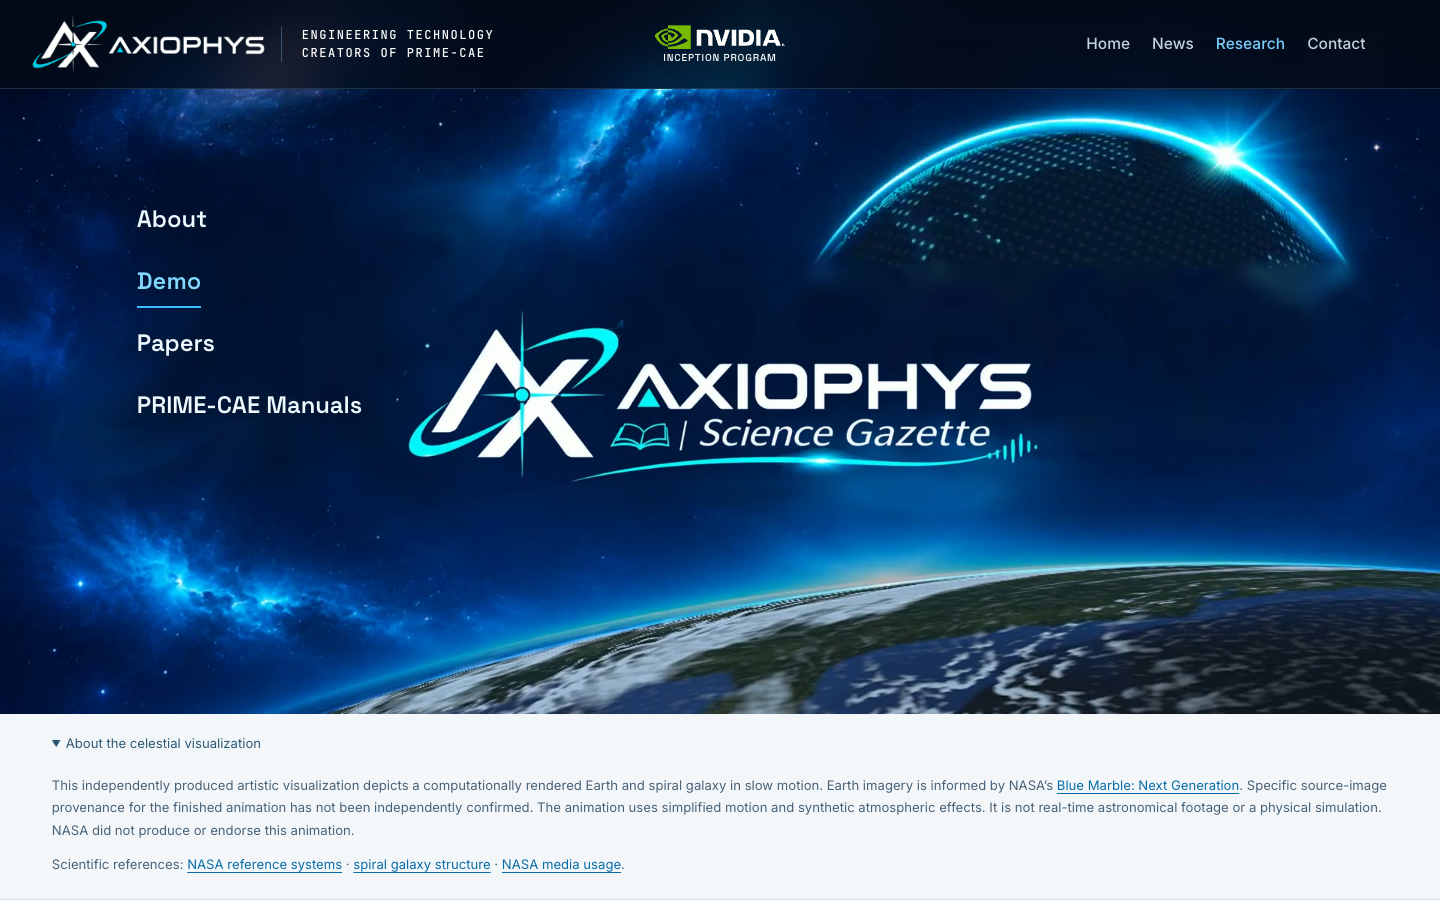 AXIOPHYS
ENGINEERING TECHNOLOGY
CREATORS OF PRIME-CAE
NVIDIA.
INCEPTION PROGRAM
Home News Research Contact
About
Demo
Papers
PRIME-CAE Manuals
AXIOPHYS
| Science Gazette
▼ About the celestial visualization
This independently produced artistic visualization depicts a computationally rendered Earth and spiral galaxy in slow motion. Earth imagery is informed by NASA’s Blue Marble: Next Generation. Specific source-image
provenance for the finished animation has not been independently confirmed. The animation uses simplified motion and synthetic atmospheric effects. It is not real-time astronomical footage or a physical simulation.
NASA did not produce or endorse this animation.
Scientific references: NASA reference systems · spiral galaxy structure · NASA media usage.